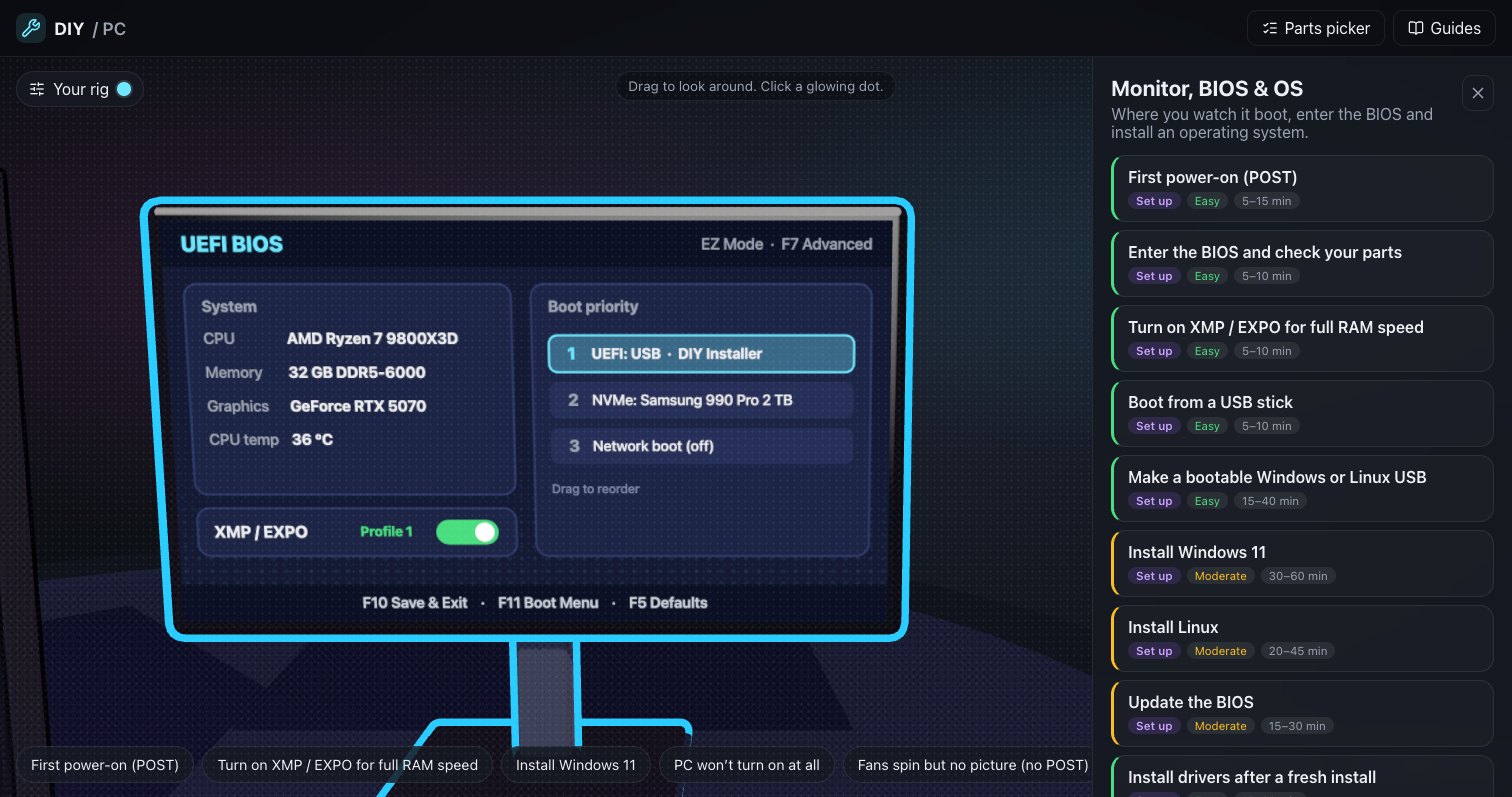 DIY / PC
Parts picker
Guides
Your rig
Drag to look around. Click a glowing dot.
UEFI BIOS
EZ Mode · F7 Advanced
System
CPU AMD Ryzen 7 9800X3D
Memory 32 GB DDR5-6000
Graphics GeForce RTX 5070
CPU temp 36 °C
XMP / EXPO Profile 1
Boot priority
1 UEFI: USB · DIY Installer
2 NVMe: Samsung 990 Pro 2 TB
3 Network boot (off)
Drag to reorder
F10 Save & Exit · F11 Boot Menu · F5 Defaults
First power-on (POST)
Turn on XMP / EXPO for full RAM speed
Install Windows 11
PC won’t turn on at all
Fans spin but no picture (no POST)
Monitor, BIOS & OS
Where you watch it boot, enter the BIOS and
install an operating system.
First power-on (POST)
Set up Easy 5–15 min
Enter the BIOS and check your parts
Set up Easy 5–10 min
Turn on XMP / EXPO for full RAM speed
Set up Easy 5–10 min
Boot from a USB stick
Set up Easy 5–10 min
Make a bootable Windows or Linux USB
Set up Easy 15–40 min
Install Windows 11
Set up Moderate 30–60 min
Install Linux
Set up Moderate 20–45 min
Update the BIOS
Set up Moderate 15–30 min
Install drivers after a fresh install